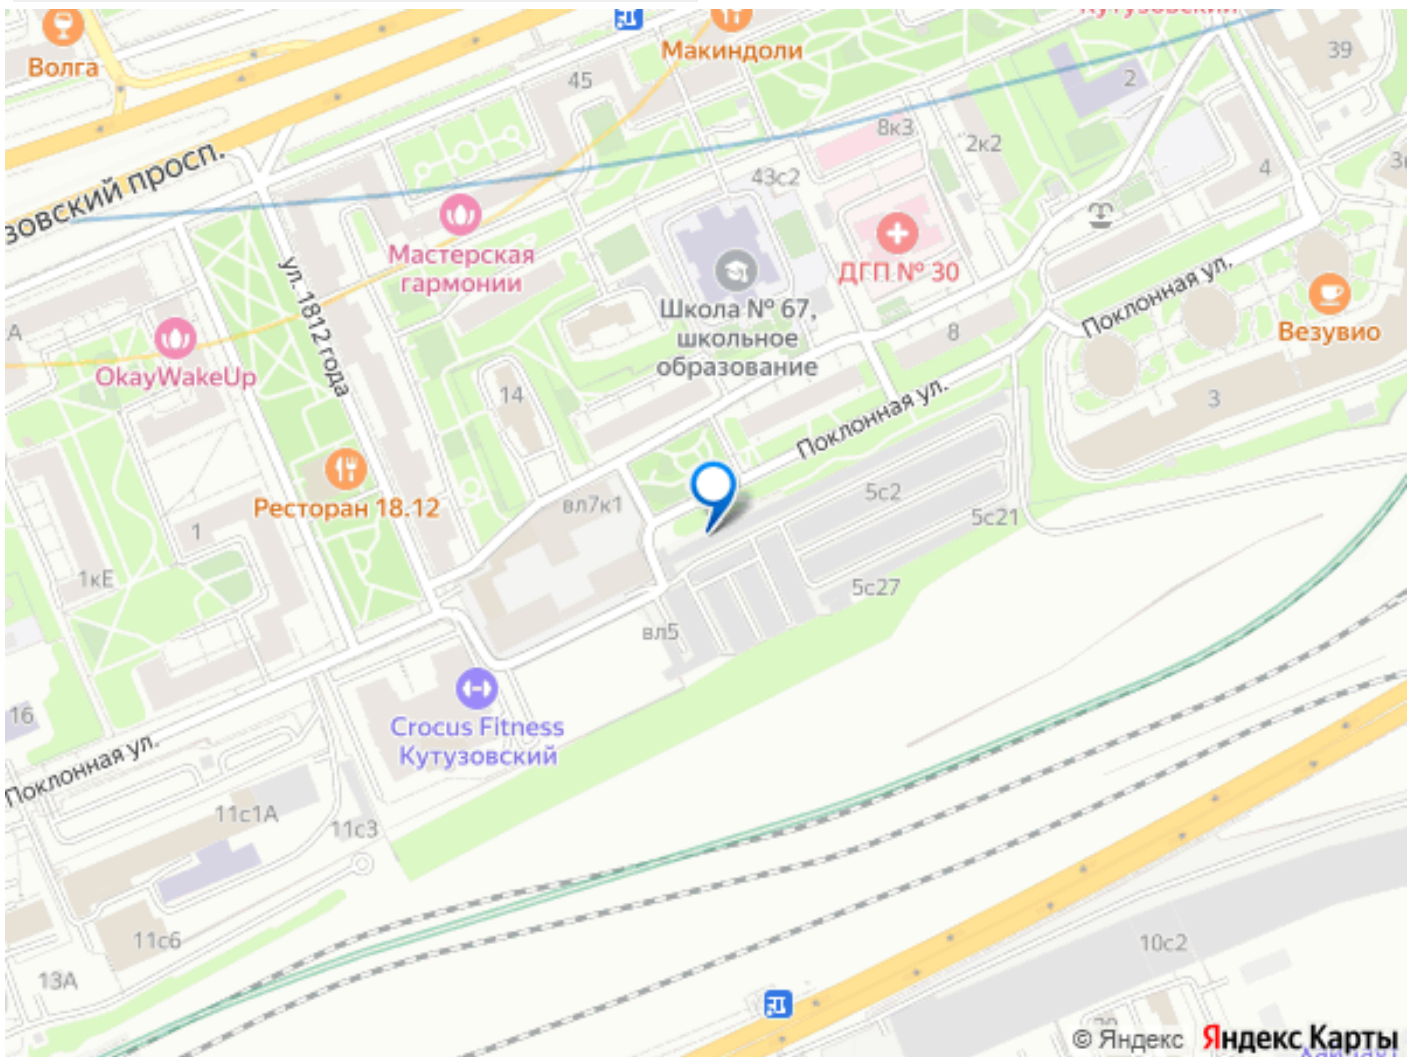 Кутузовский
Волга
Макиндоли
39
45
2
8к3
2к2
43с2
4
зовский просп.
Мастерская
гармонии
ДГП № 30
ул. 1812 года
Поклонная ул.
Школа № 67,
школьное
образование
8
Везувио
А
OkayWakeUp
14
3
Поклонная ул.
Ресторан 18.12
вл7к1
5с2
5с21
1
1кЕ
5с27
вл5
16
Crocus Fitness
Кутузовский
Поклонная ул.
11с1А
11с3
11с6
10с2
13А
© Яндекс Яндекс Карты